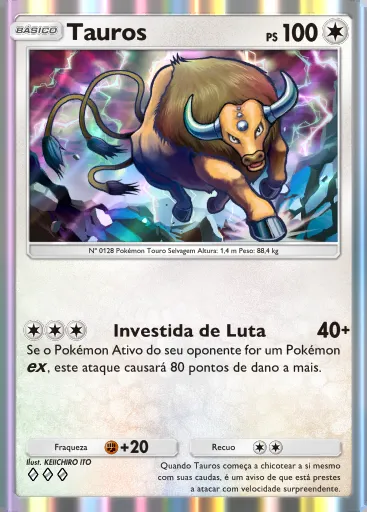 BÁSICO Tauros PS 100
Nº 0128 Pokémon Touro Selvagem Altura: 1,4 m Peso: 88,4 kg
Investida de Luta 40+
Se o Pokémon Ativo do seu oponente for um Pokémon
ex, este ataque causará 80 pontos de dano a mais.
Fraqueza +20 Recuo
Ilust. KEIICHIRO ITO
Quando Tauros começa a chicotear a si mesmo
com suas caudas, é um aviso de que está prestes
a atacar com velocidade surpreendente.